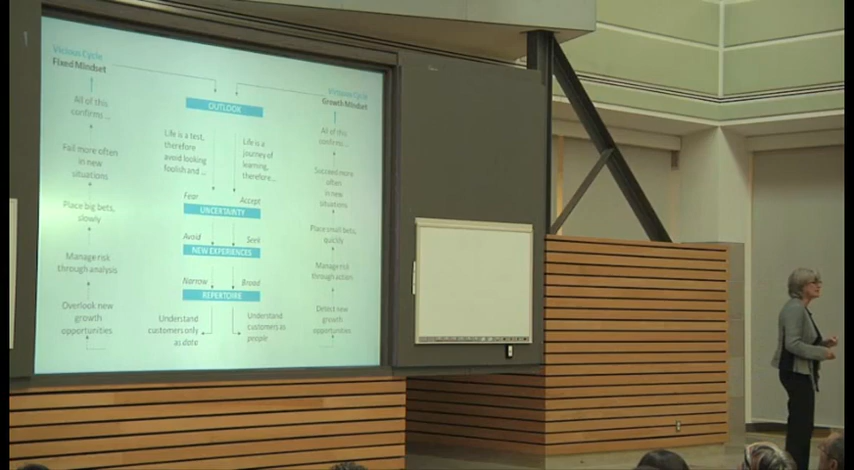 Vicious Cycle
Fixed Mindset
All of this
confirms ...
Fail more often
in new
situations
Place big bets,
slowly
Manage risk
through analysis
Overlook new
growth
opportunities
OUTLOOK
Life is a test,
therefore
avoid looking
foolish and ...
Life is a
journey of
learning,
therefore...
Fear
Accept
UNCERTAINTY
Avoid
Seek
NEW EXPERIENCES
Narrow
Broad
REPERTOIRE
Understand
customers only
as data
Understand
customers as
people
Virtuous Cycle
Growth Mindset
All of this
confirms...
Succeed more
often
in new
situations
Place small bets,
quickly
Manage risk
through action
Detect new
growth
opportunities